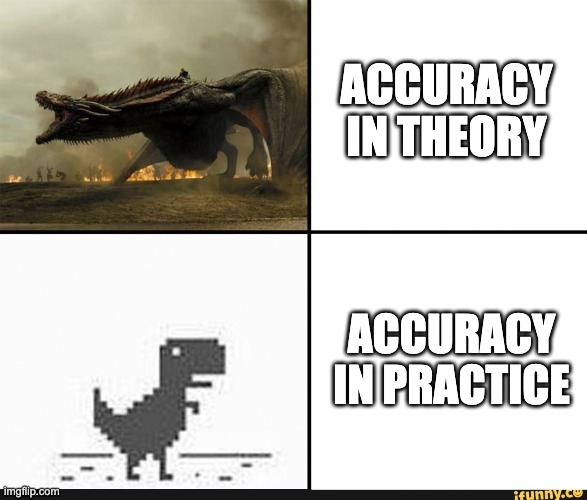 ACCURACY
IN THEORY
ACCURACY
IN PRACTICE
imgflip.com
ifunny.co